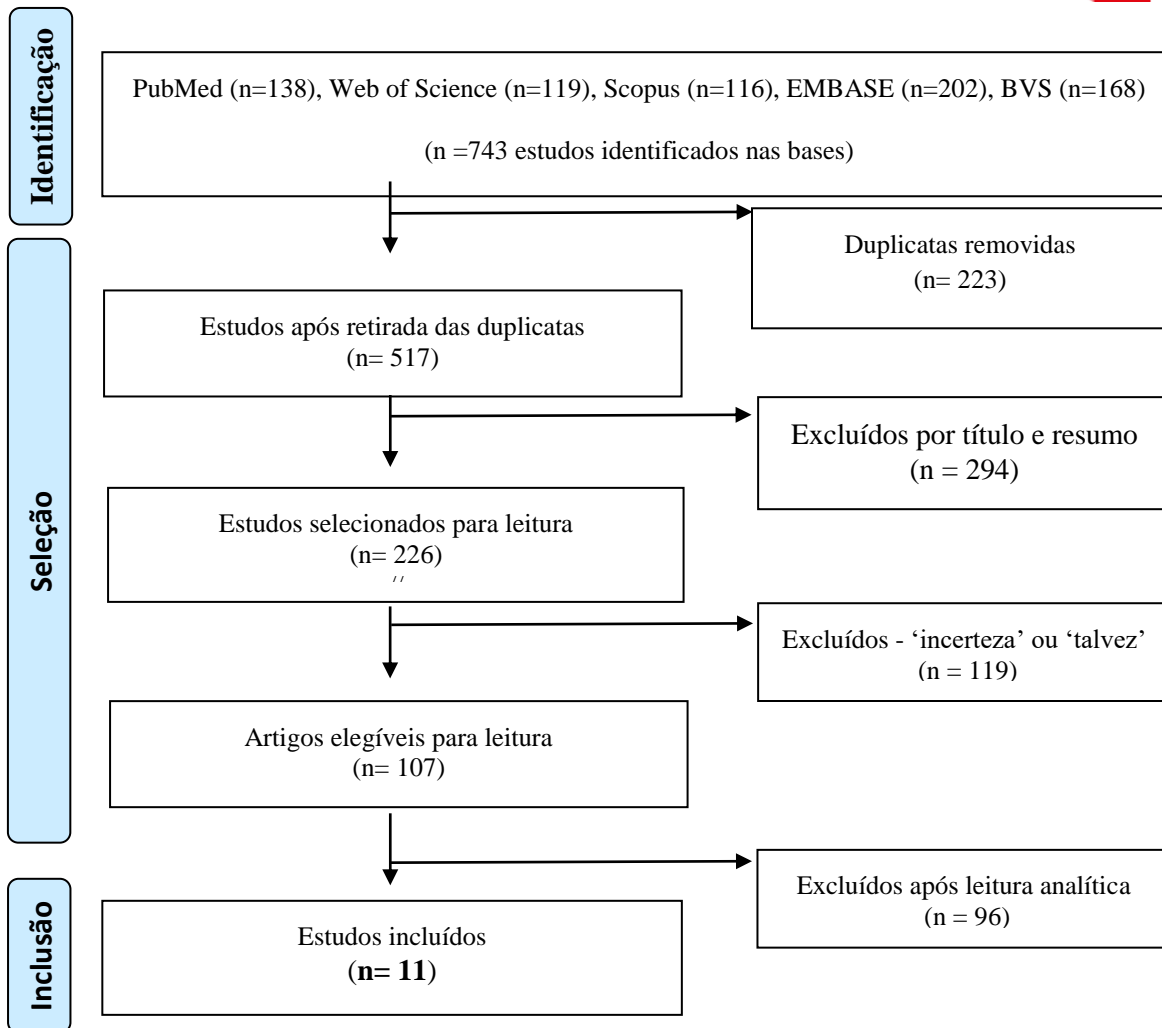 Identificação
PubMed (n=138), Web of Science (n=119), Scopus (n=116), EMBASE (n=202), BVS (n=168)
(n =743 estudos identificados nas bases)
Duplicatas removidas
(n= 223)
Seleção
Estudos após retirada das duplicatas
(n= 517)
Excluídos por título e resumo
(n = 294)
Estudos selecionados para leitura
(n= 226)
Excluídos - ‘incerteza’ ou ‘talvez’
(n = 119)
Artigos elegíveis para leitura
(n= 107)
Excluídos após leitura analítica
(n = 96)
Inclusão
Estudos incluídos
(n= 11)